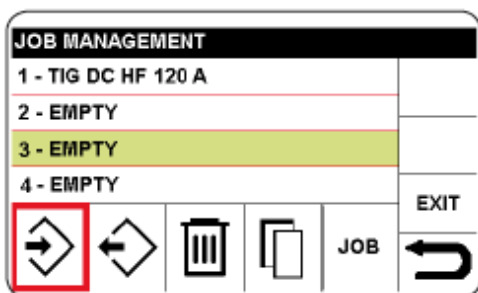 JOB MANAGEMENT
1 - TIG DC HF 120 A
2 - EMPTY
3 - EMPTY
4 - EMPTY
EXIT
JOB